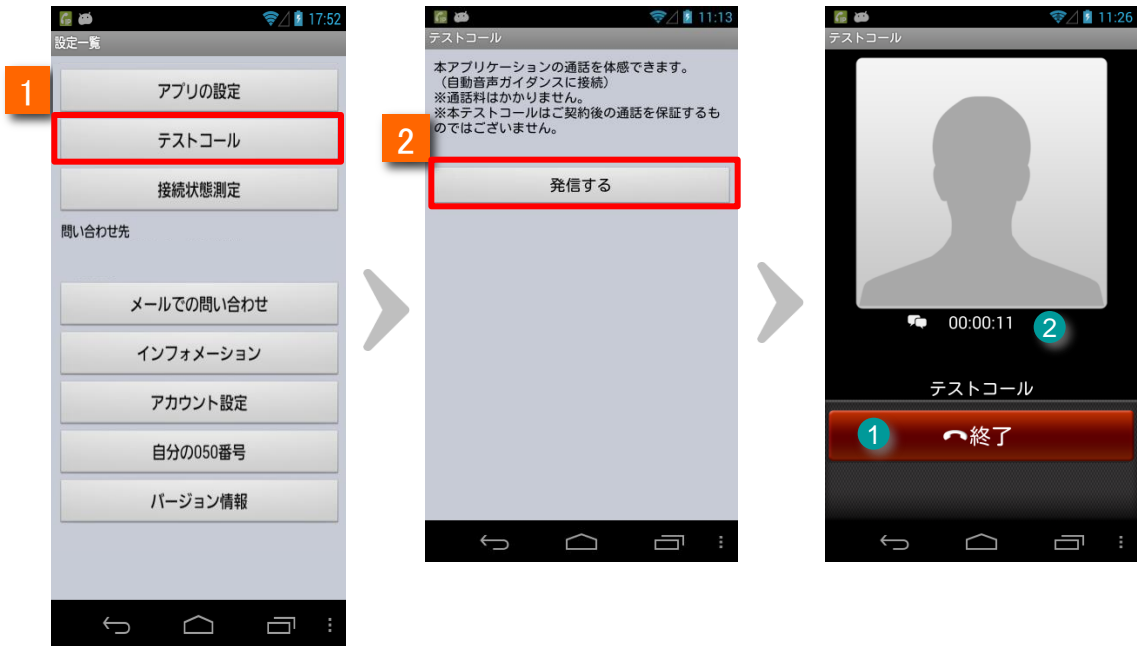 17:52
設定一覧
1
アプリの設定
テストコール
接続状態測定
問い合わせ先
メールでの問い合わせ
インフォメーション
アカウント設定
自分の050番号
バージョン情報
11:13
テストコール
本アプリケーションの通話を体感できます。
（自動音声ガイダンスに接続）
※通話料はかかりません。
※本テストコールはご契約後の通話を保証するも
のではございません。
2
発信する
11:26
テストコール
00:00:11
2
テストコール
1
終了